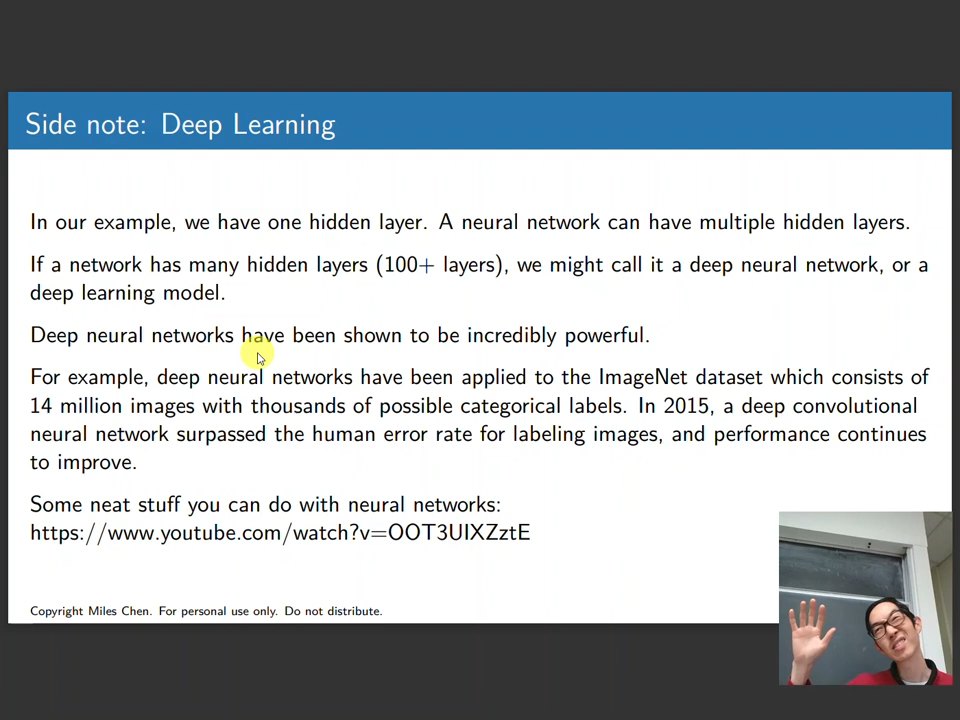 Side note: Deep Learning
In our example, we have one hidden layer. A neural network can have multiple hidden layers.
If a network has many hidden layers (100+ layers), we might call it a deep neural network, or a
deep learning model.
Deep neural networks have been shown to be incredibly powerful.
For example, deep neural networks have been applied to the ImageNet dataset which consists of
14 million images with thousands of possible categorical labels. In 2015, a deep convolutional
neural network surpassed the human error rate for labeling images, and performance continues
to improve.
Some neat stuff you can do with neural networks:
https://www.youtube.com/watch?v=OOT3UIXZztE
Copyright Miles Chen. For personal use only. Do not distribute.